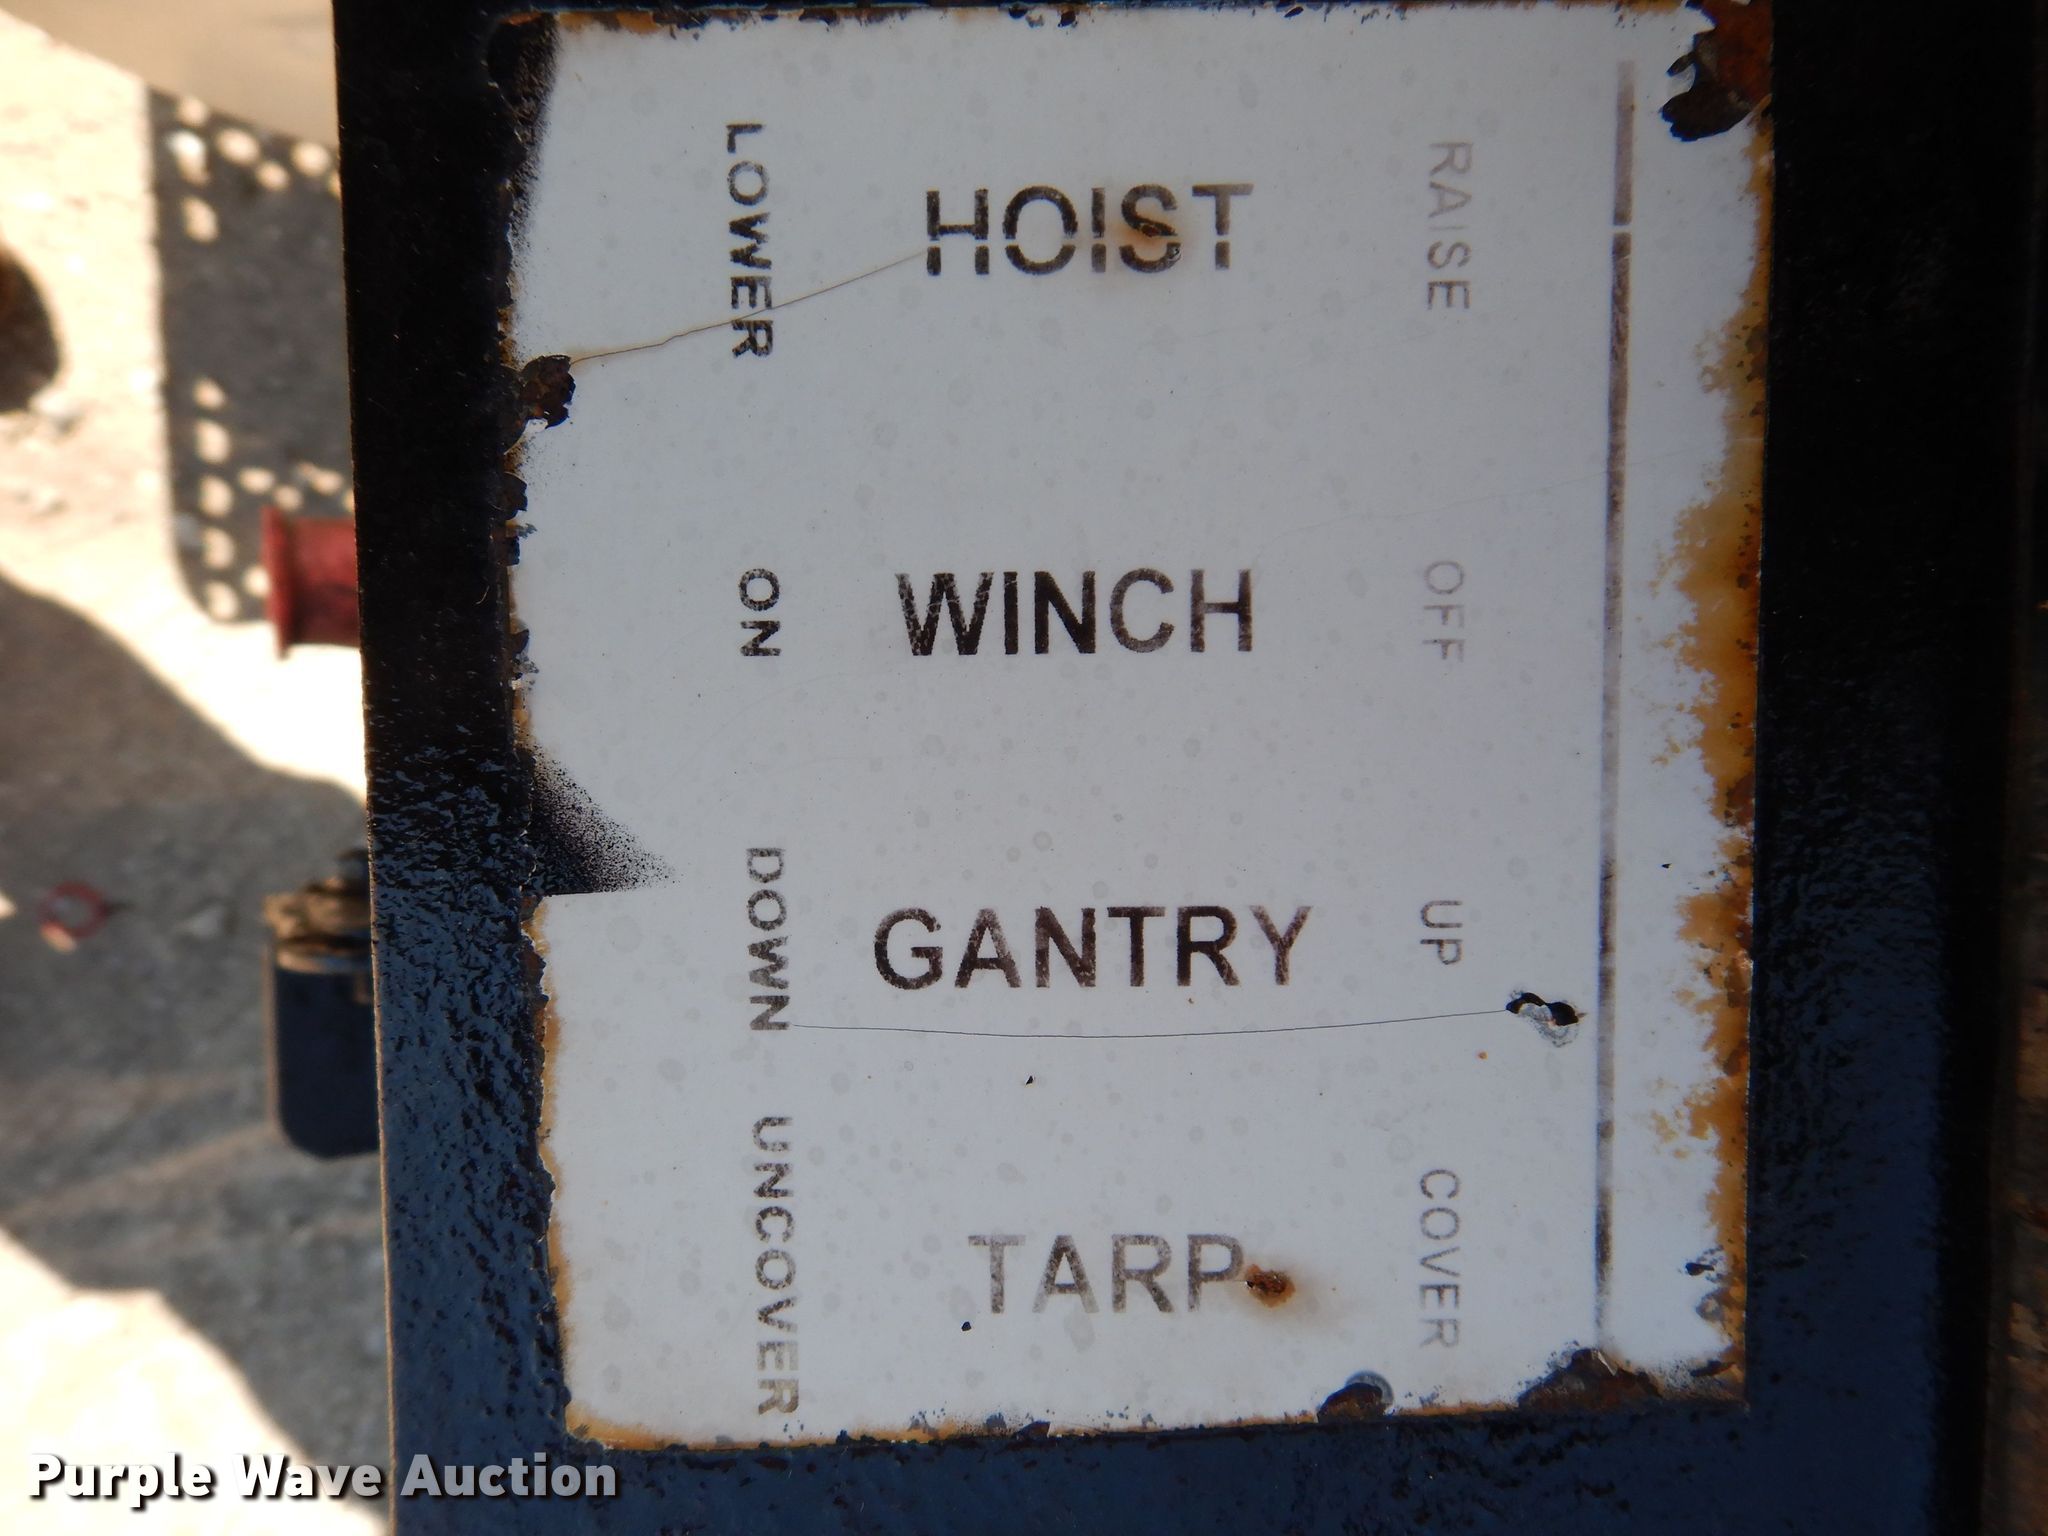 LOWER HOIST RAISE
ON WINCH OFF
DOWN GANTRY UP
UNCOVER TARP COVER
Purple Wave Auction